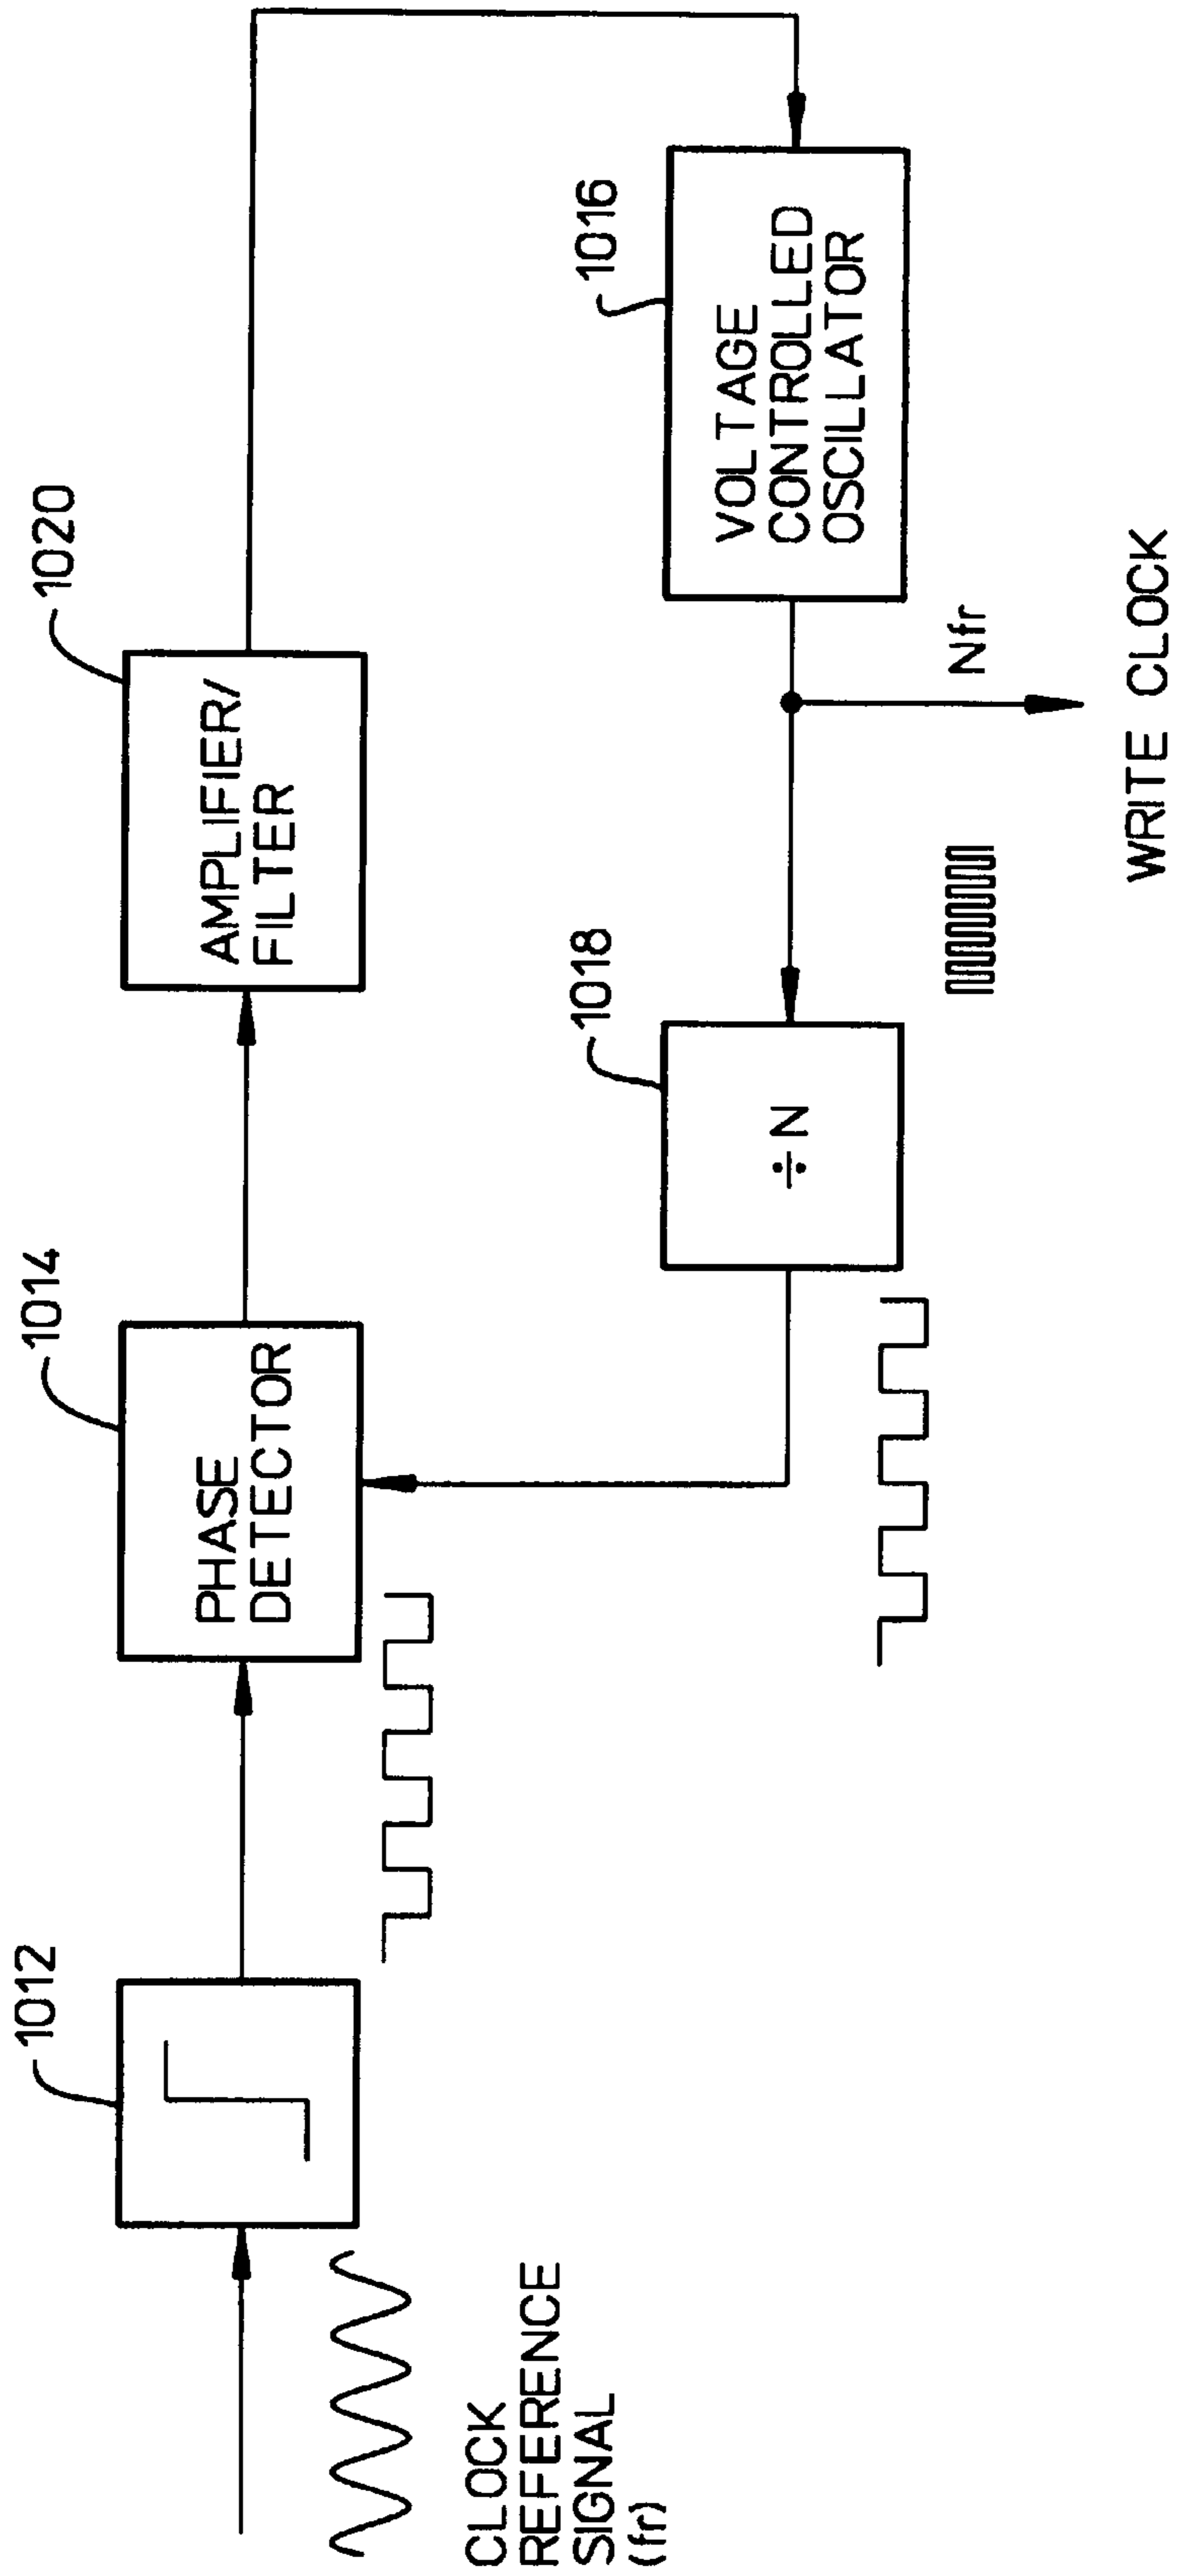 1012
1014
PHASE
DETECTOR
1020
AMPLIFIER/
FILTER
CLOCK
REFERENCE
SIGNAL
(fr)
1018
÷N
1016
VOLTAGE
CONTROLLED
OSCILLATOR
Nfr
WRITE CLOCK